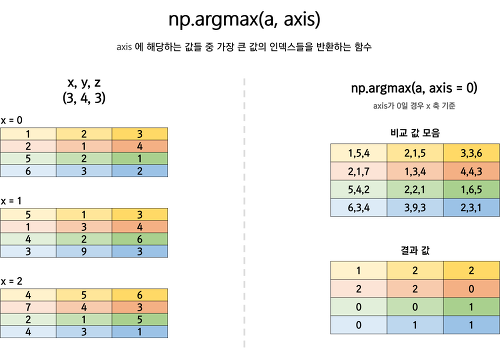 np.argmax(a, axis)
axis 에 해당하는 값들 중 가장 큰 값의 인덱스들을 반환하는 함수
x, y, z
(3, 4, 3)
x = 0
1 2 3
2 1 4
5 2 1
6 3 2
x = 1
5 1 3
1 3 4
4 2 6
3 9 3
x = 2
4 5 6
7 4 3
2 1 5
4 3 1
np.argmax(a, axis = 0)
axis가 0일 경우 x 축 기준
비교 값 모음
1,5,4 2,1,5 3,3,6
2,1,7 1,3,4 4,4,3
5,4,2 2,2,1 1,6,5
6,3,4 3,9,3 2,3,1
결과 값
1 2 2
2 2 0
0 0 1
0 1 1